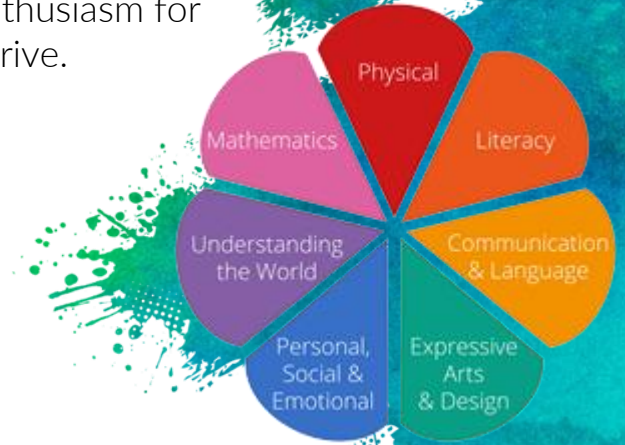 thusiasm for
rive.
Physical
Literacy
Communication
& Language
Expressive
Arts
& Design
Personal,
Social &
Emotional
Understanding
the World
Mathematics